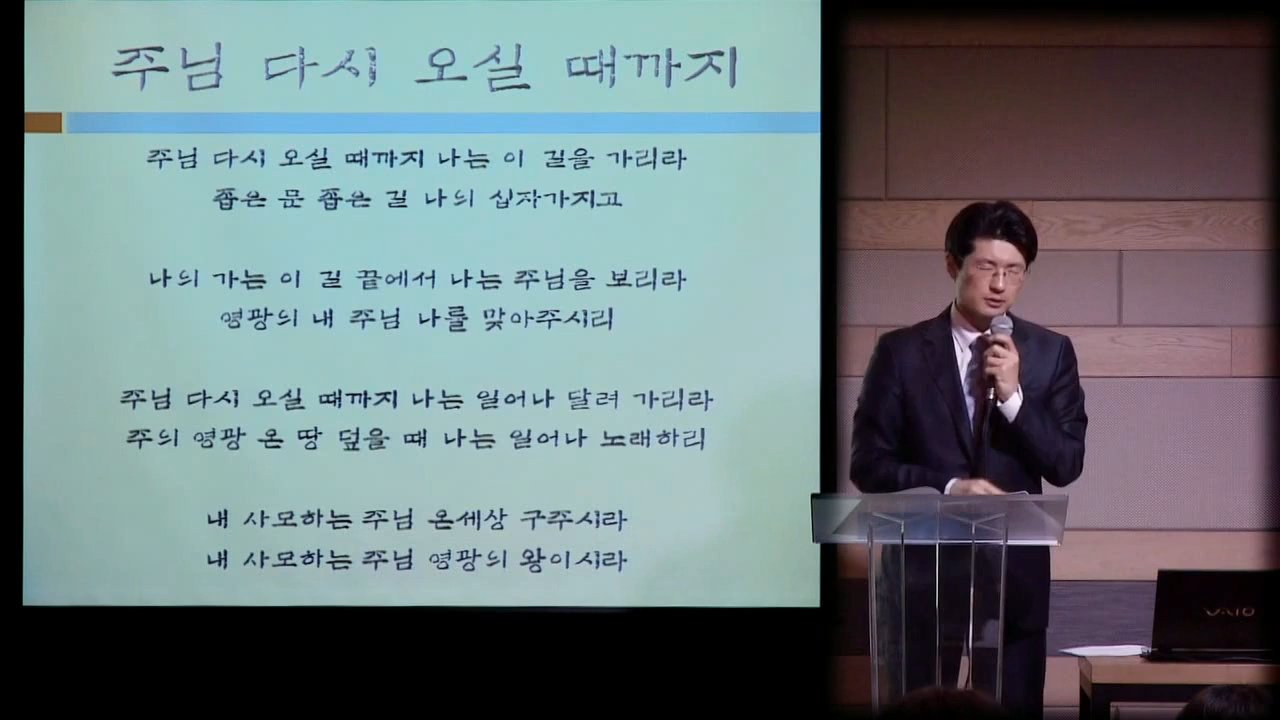 주님 다시 오실 때까지
주님 다시 오실 때까지 나는 이 길을 가리라
좁은 문 좁은 길 나의 십자가지고
나의 가는 이 길 끝에서 나는 주님을 보리라
영광의 내 주님 나를 맞아주시리
주님 다시 오실 때까지 나는 일어나 달려 가리라
주의 영광 온 땅 덮을 때 나는 일어나 노래하리
내 사모하는 주님 온세상 구주시라
내 사모하는 주님 영광의 왕이시라
VAIO